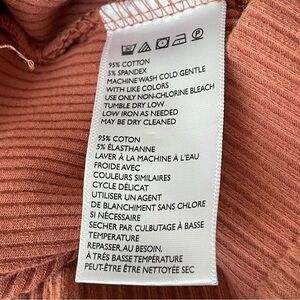 95% COTTON
5% SPANDEX
MACHINE WASH COLD GENTLE
WITH LIKE COLORS
USE ONLY NON-CHLORINE BLEACH
TUMBLE DRY LOW
LOW IRON AS NEEDED
MAY BE DRY CLEANED
95% COTON
5% ÉLASTHANNE
LAVER À LA MACHINE À L'EAU
FROIDE AVEC
COULEURS SIMILAIRES
CYCLE DÉLICAT
UTILISER UN AGENT
DE BLANCHIMENT SANS CHLORE
SI NÉCESSAIRE
SECHER PAR CULBUTAGE À BASSE
TEMPERATURE
REPASSER, AU BESOIN.
À TRÉS BASSE TEMPÉRATURE
PEUT-ÊTRE ÊTRE NETTOYÉE SEC